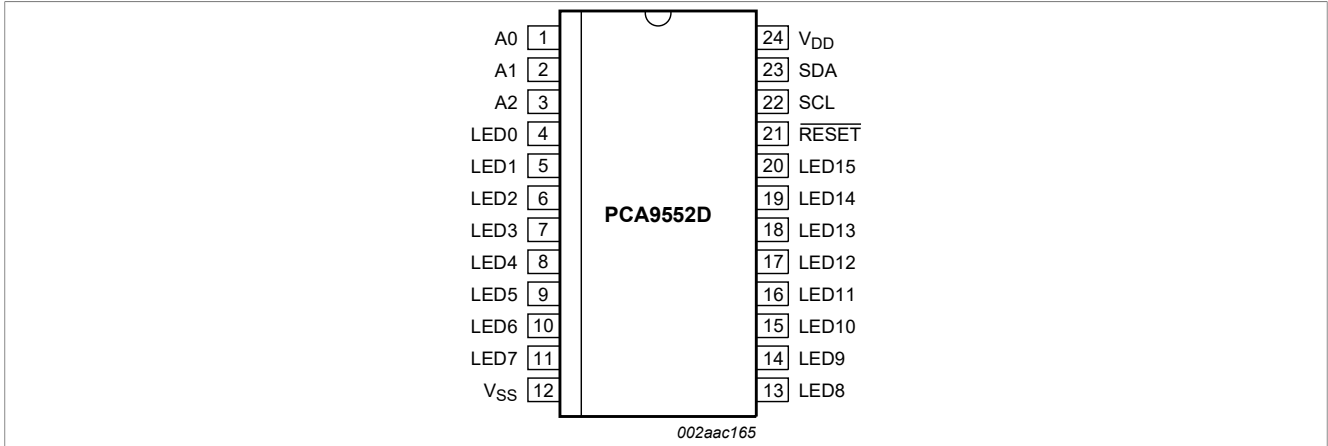 A0 1 24 VDD
A1 2 23 SDA
A2 3 22 SCL
LED0 4 21 RESET
LED1 5 20 LED15
LED2 6 19 LED14
LED3 7 18 LED13
PCA9552D
LED4 8 17 LED12
LED5 9 16 LED11
LED6 10 15 LED10
LED7 11 14 LED9
VSS 12 13 LED8
002aac165